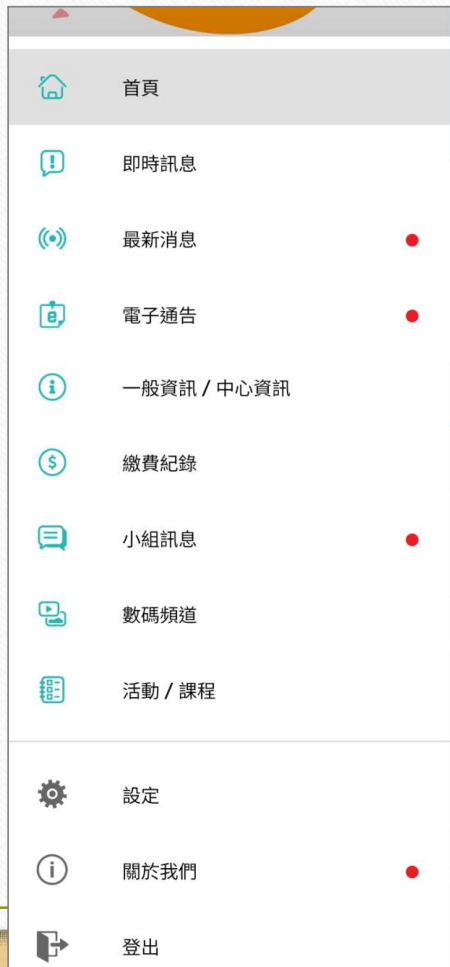 首頁
即時訊息
最新消息
電子通告
一般資訊 / 中心資訊
繳費紀錄
小組訊息
數碼頻道
活動 / 課程
設定
關於我們
登出